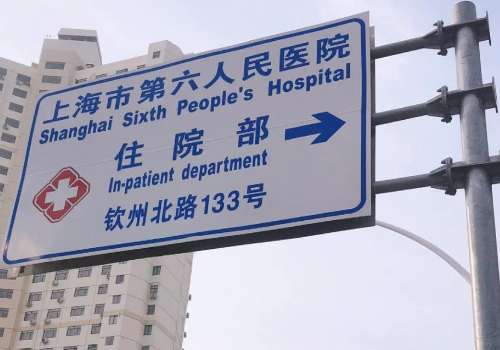 上海市第六人民医院
Shanghai Sixth People's Hospital
住院部
In-patient department
钦州北路133号